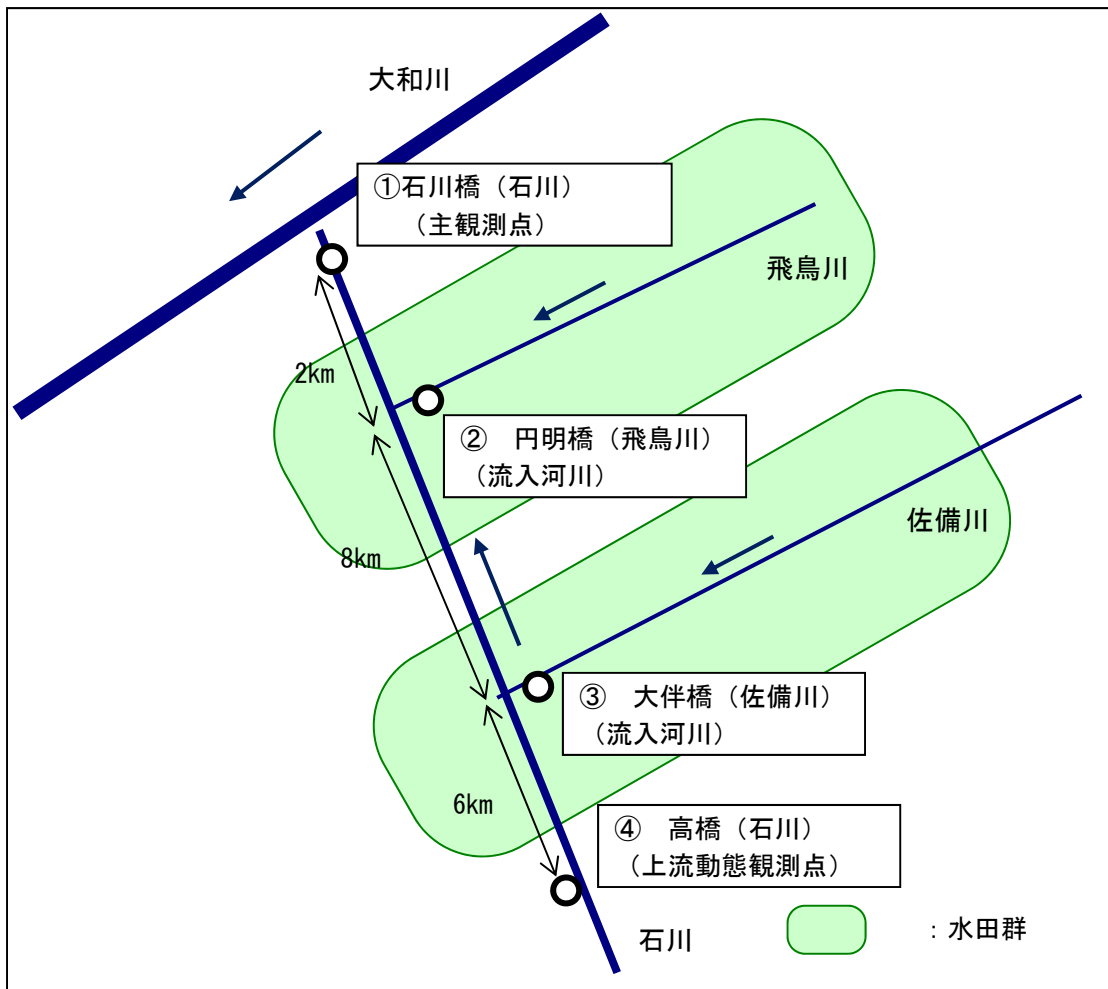 大和川
①石川橋（石川）
（主観測点）
飛鳥川
2km
② 円明橋（飛鳥川）
（流入河川）
佐備川
8km
③ 大伴橋（佐備川）
（流入河川）
6km
④ 高橋（石川）
（上流動態観測点）
石川
：水田群